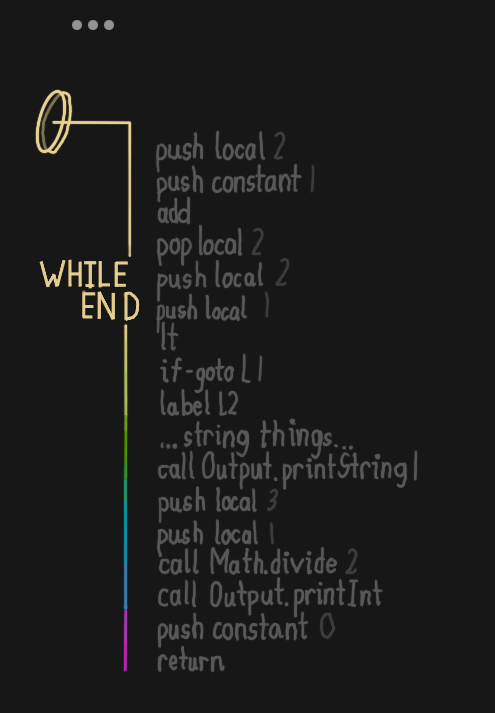 push local 2
push constant 1
add
pop local 2
WHILE
push local 2
END
push local 1
lt
if-goto L1
label L2
... string things...
call Output.printString 1
push local 3
push local 1
call Math.divide 2
call Output.printInt
push constant 0
return